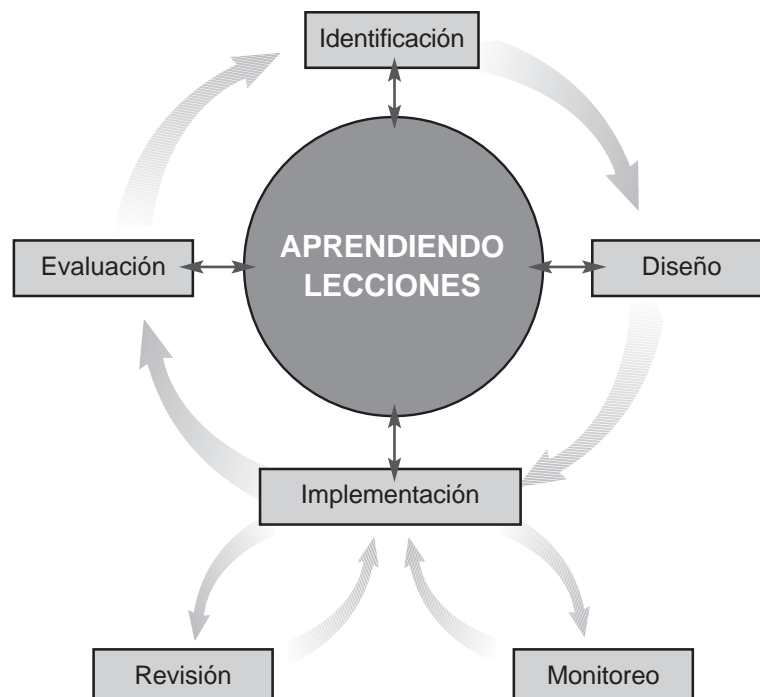 Identificación
APRENDIENDO
LECCIONES
Evaluación
Diseño
Implementación
Revisión
Monitoreo